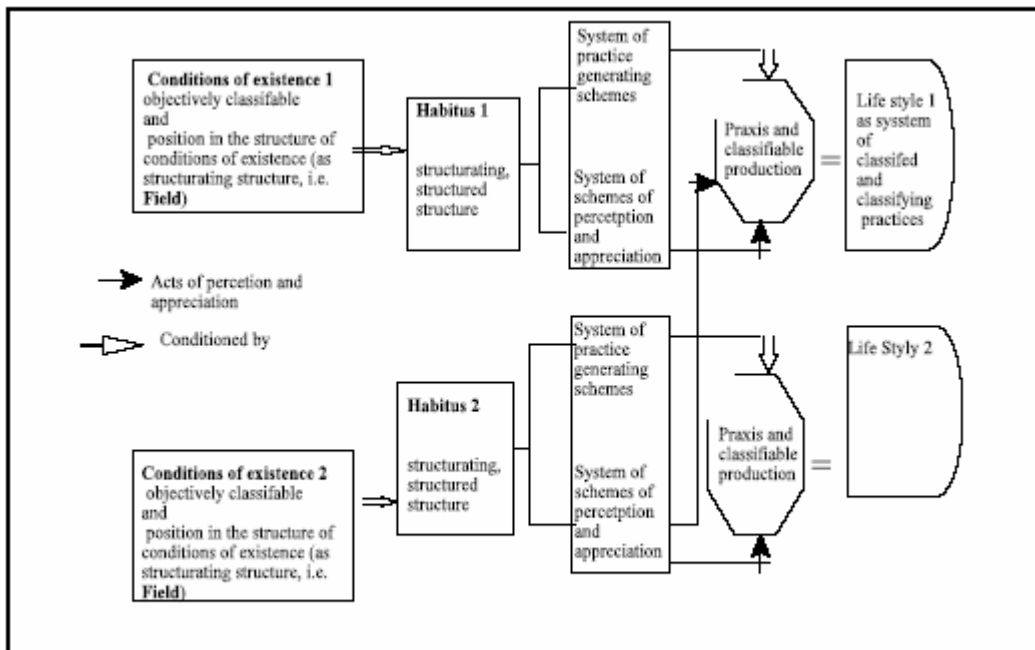 Conditions of existence 1
objectively classifiable
and
position in the structure of
conditions of existence (as
structurating structure, i.e.
Field)
Habitus 1
structurating,
structured
structure
System of
practice
generating
schemes
System of
schemes of
percetption
and
appreciation
Praxis and
classifiable
production
=
Life style 1
as sysstem
of
classifed
and
classifying
practices
Acts of percetion and
appreciation
Conditioned by
Conditions of existence 2
objectively classifiable
and
position in the structure of
conditions of existence (as
structurating structure, i.e.
Field)
Habitus 2
structurating,
structured
structure
System of
practice
generating
schemes
System of
schemes of
percetption
and
appreciation
Praxis and
classifiable
production
=
Life Styly 2